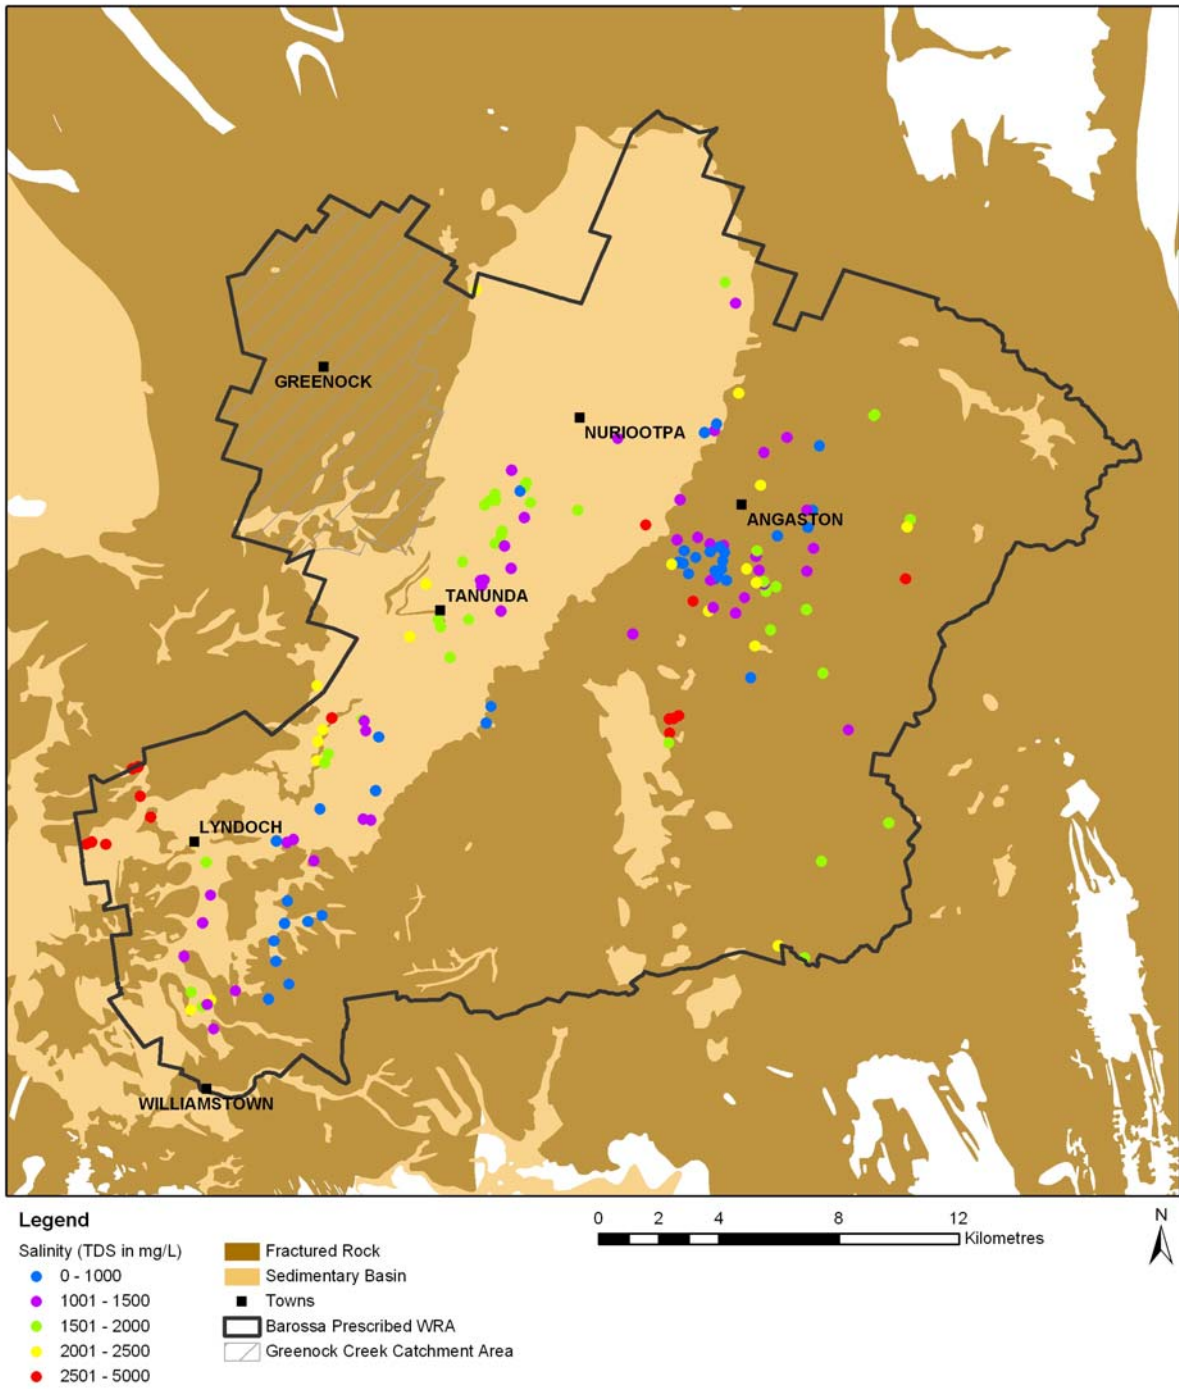 GREENOCK
NURIOOTPA
ANGASTON
TANUNDA
LYNDOCH
WILLIAMSTOWN
Legend
Salinity (TDS in mg/L)
0 - 1000
1001 - 1500
1501 - 2000
2001 - 2500
2501 - 5000
Fractured Rock
Sedimentary Basin
Towns
Barossa Prescribed WRA
Greenock Creek Catchment Area
0 2 4 8 12
Kilometres
N